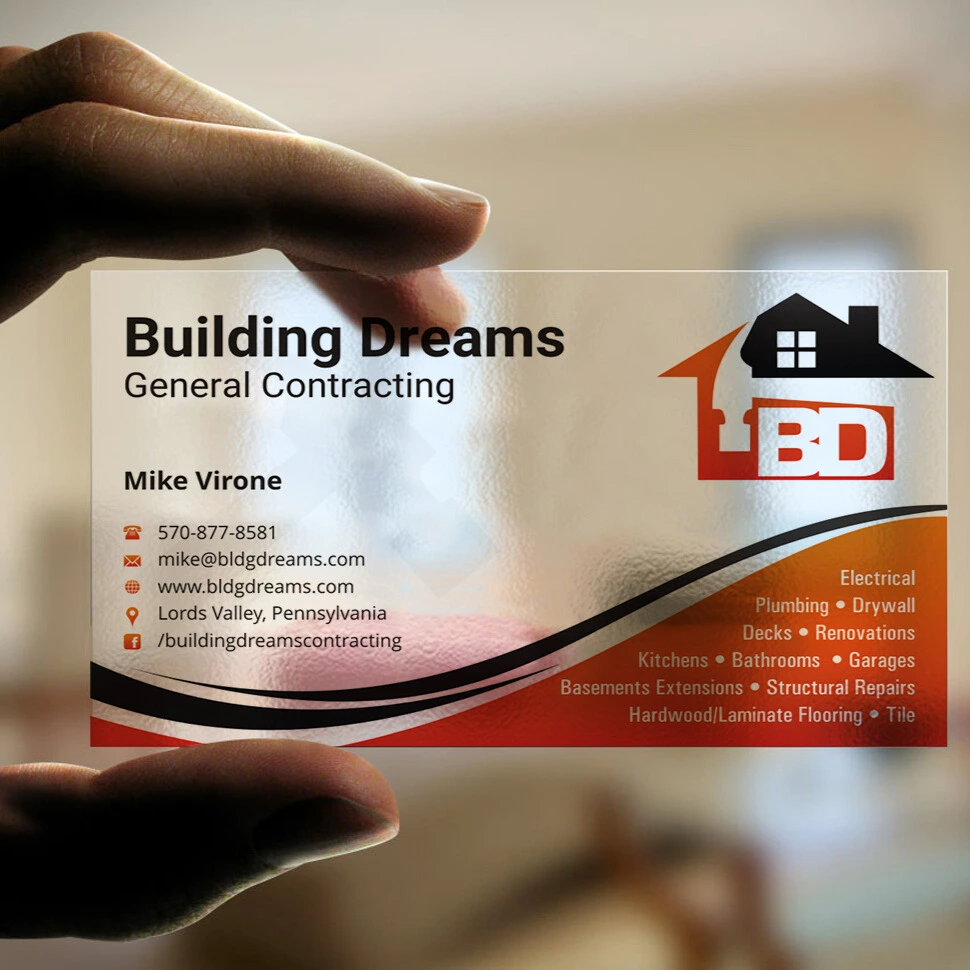 Building Dreams
General Contracting
BD
Mike Virone
570-877-8581
mike@bldgdreams.com
www.bldgdreams.com
Lords Valley, Pennsylvania
/buildingdreamscontracting
Electrical
Plumbing • Drywall
Decks • Renovations
Kitchens • Bathrooms • Garages
Basements Extensions • Structural Repairs
Hardwood/Laminate Flooring • Tile